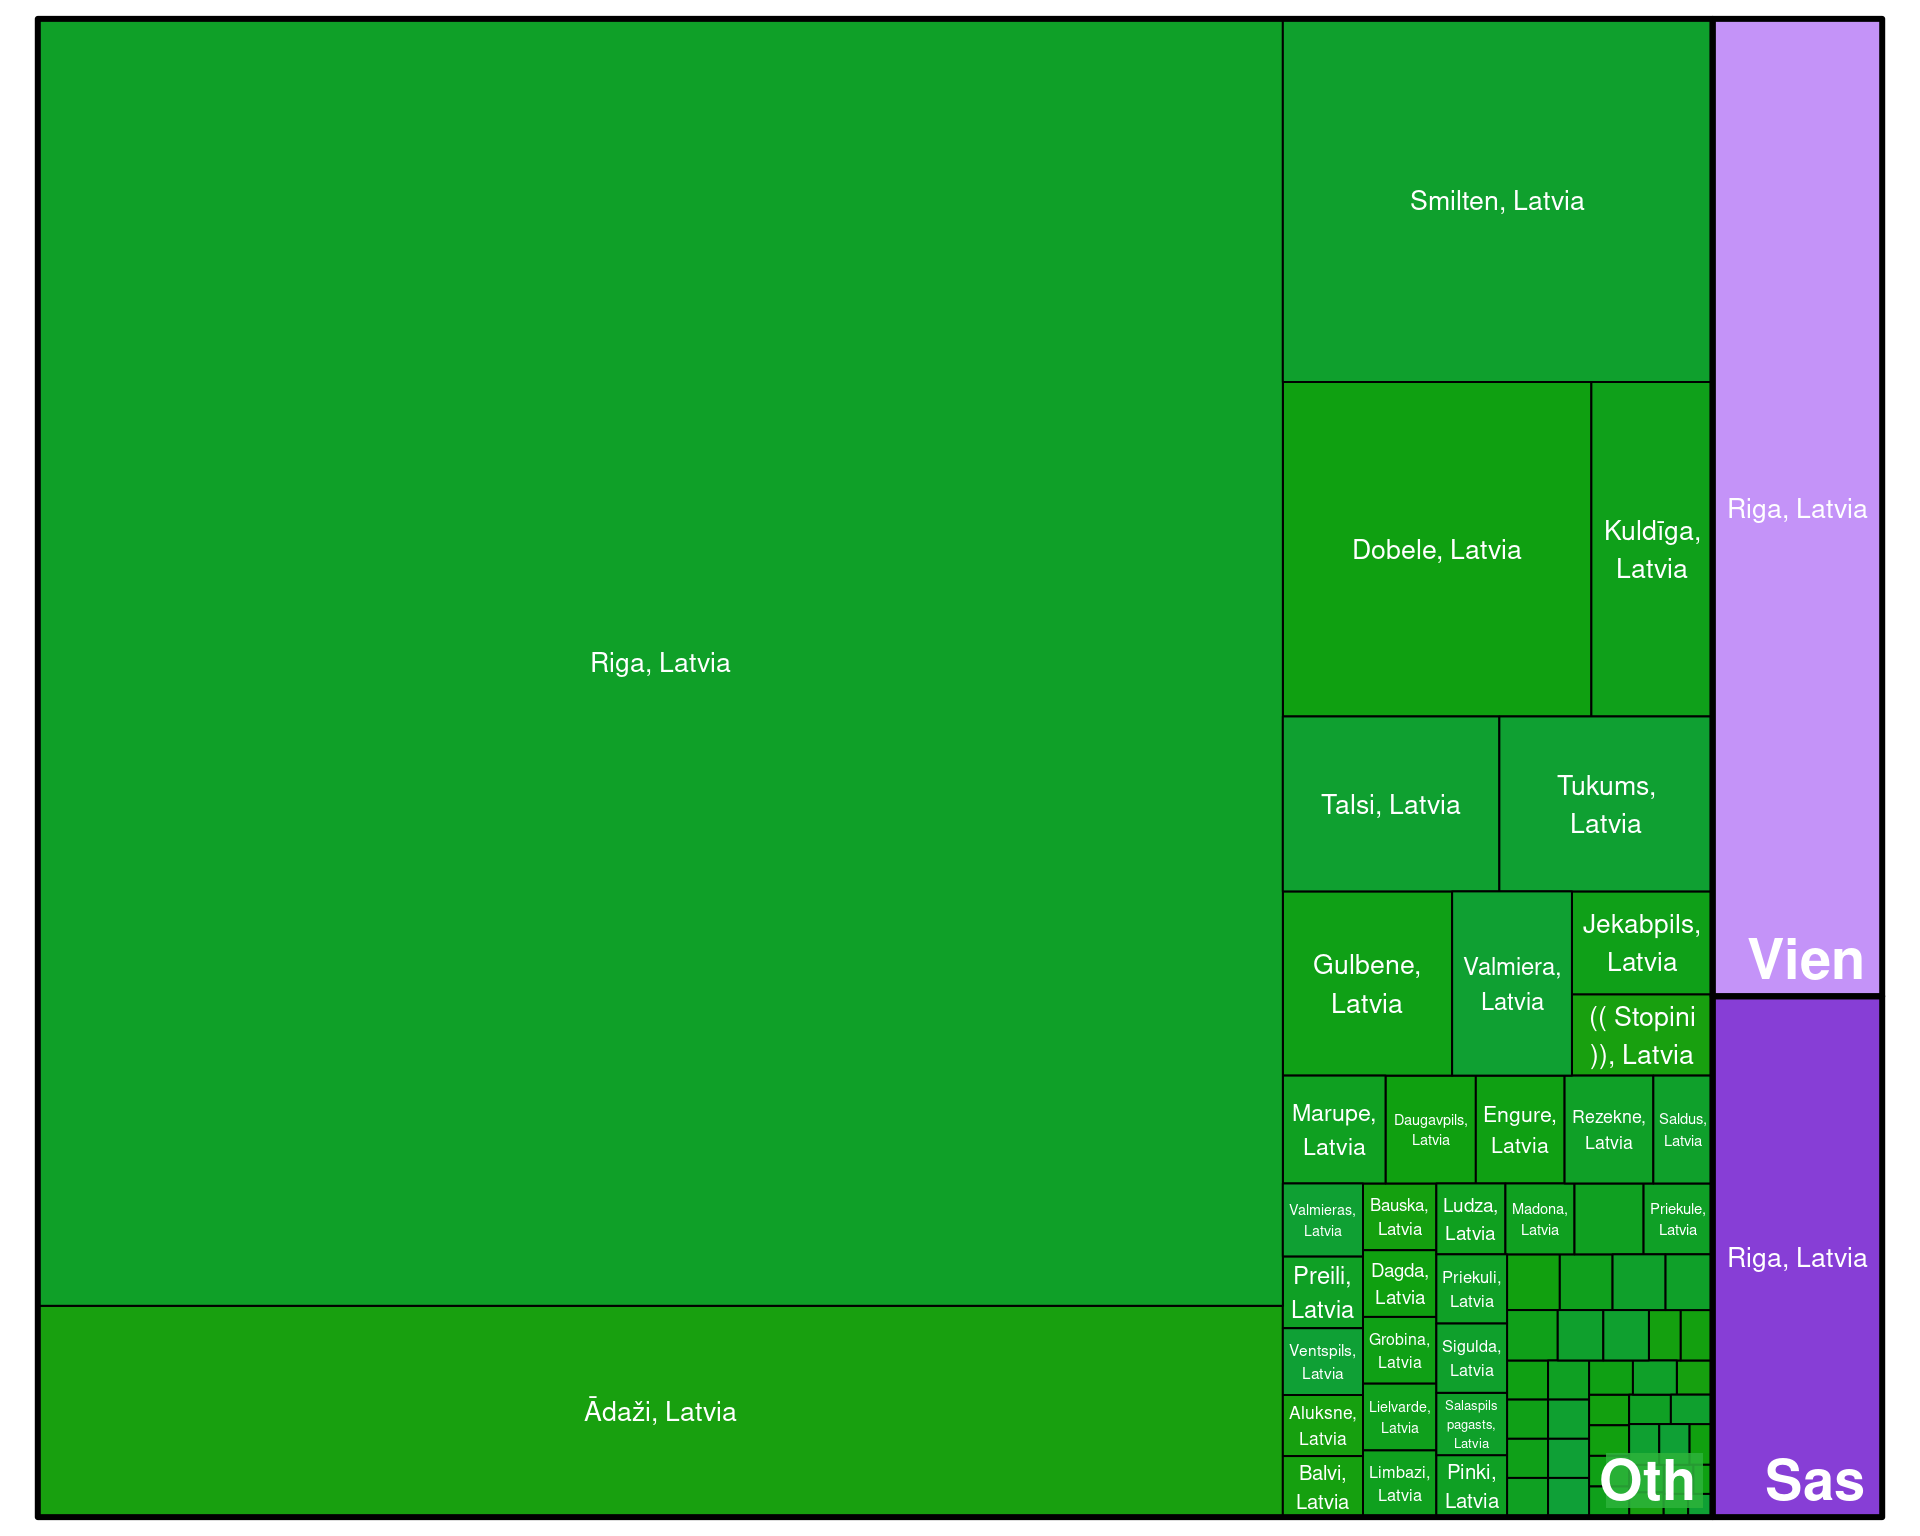 Riga, Latvia
Ādaži, Latvia
Smilten, Latvia
Dobele, Latvia
Kuldīga,
Latvia
Talsi, Latvia
Tukums,
Latvia
Gulbene,
Latvia
Valmiera,
Latvia
Jekabpils,
Latvia
(( Stopini
)), Latvia
Marupe,
Latvia
Daugavpils,
Latvia
Engure,
Latvia
Rezekne,
Latvia
Saldus,
Latvia
Valmieras,
Latvia
Preili,
Latvia
Ventspils,
Latvia
Aluksne,
Latvia
Balvi,
Latvia
Bauska,
Latvia
Dagda,
Latvia
Grobina,
Latvia
Lielvarde,
Latvia
Limbazi,
Latvia
Ludza,
Latvia
Madona,
Latvia
Priekule,
Latvia
Priekuli,
Latvia
Sigulda,
Latvia
Salaspils
pagasts,
Latvia
Pinki,
Latvia
Oth
Riga, Latvia
Vien
Riga, Latvia
Sas